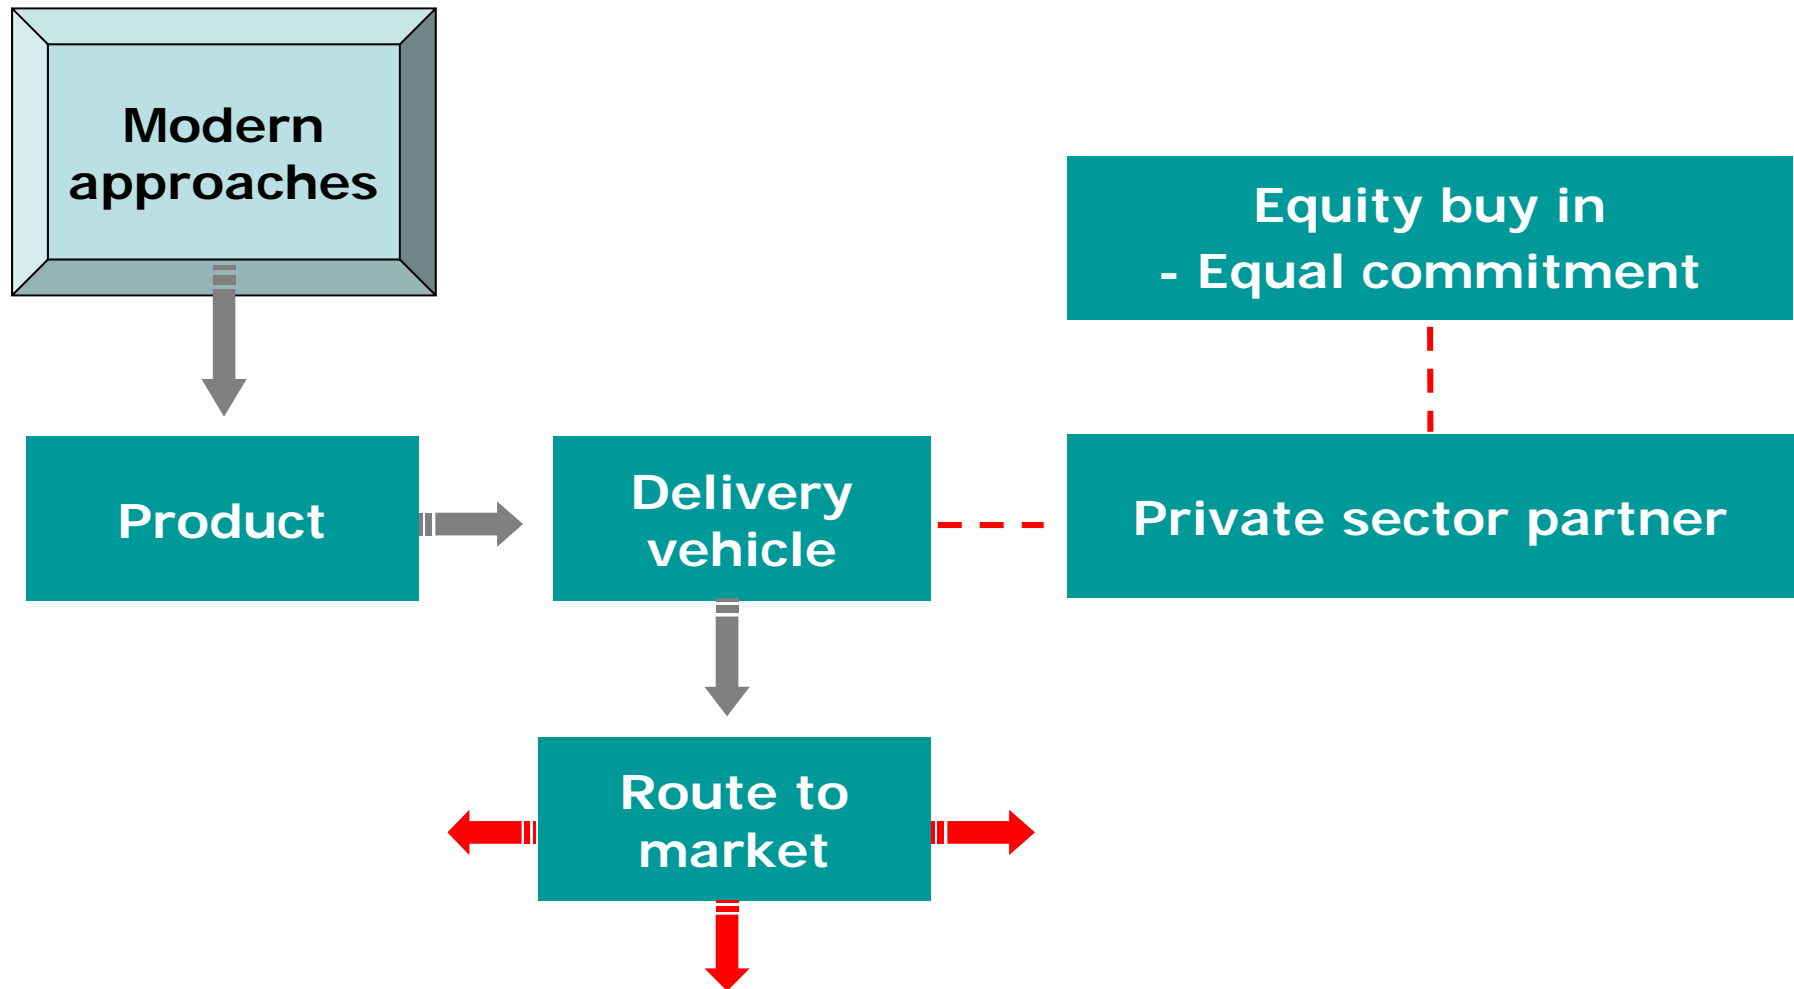 Modern
approaches
Equity buy in
- Equal commitment
Product
Delivery
vehicle
Private sector partner
Route to
market